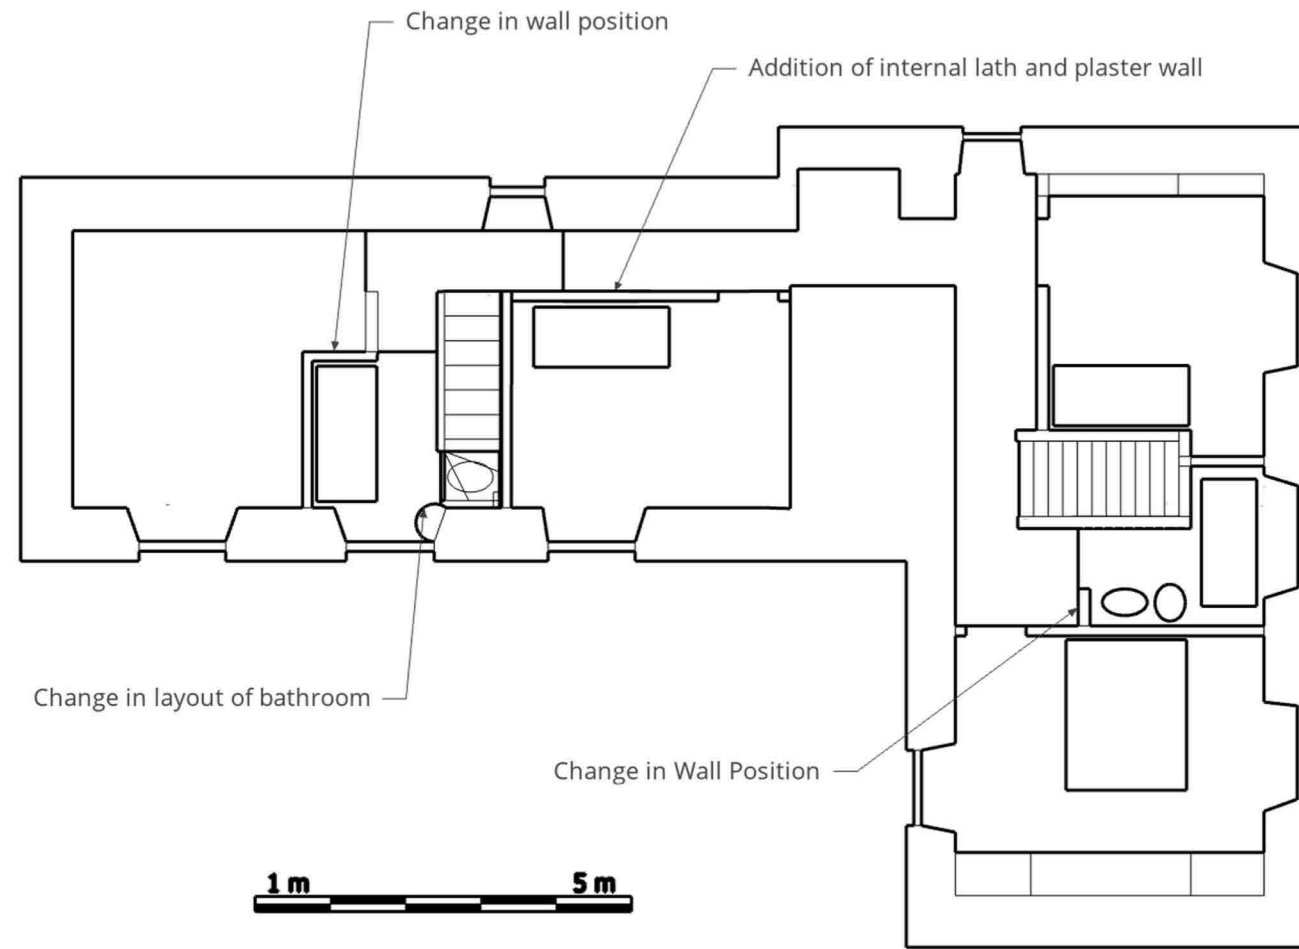 Change in wall position
Addition of internal lath and plaster wall
Change in layout of bathroom
Change in Wall Position
1 m 5 m